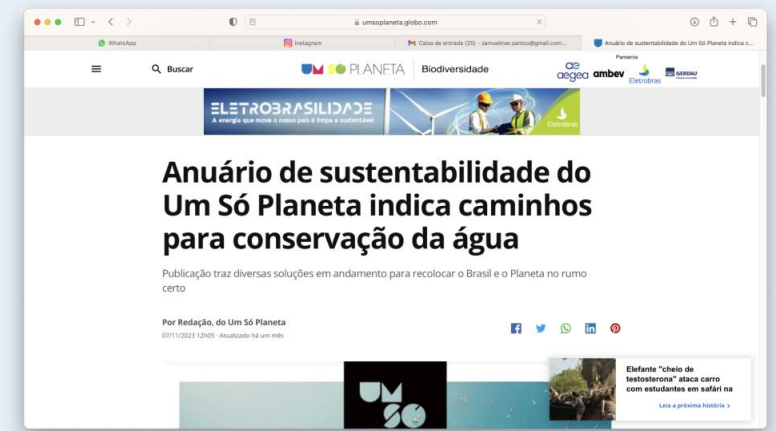 umsoplaneta.globo.com
WhatsApp
Instagram
Caixa de entrada (25) - samuelmar.santos@gmail.com...
Anuário de sustentabilidade do Um Só Planeta indica c...
Buscar
UM SÓ PLANETA
Biodiversidade
Parceiros
ae
aegea
ambev
Eletrobras
GERDAU
ELETROBRASILIDADE
A energia que move o nosso país é limpa e sustentável
Eletrobras
Anuário de sustentabilidade do
Um Só Planeta indica caminhos
para conservação da água
Publicação traz diversas soluções em andamento para recolocar o Brasil e o Planeta no rumo
certo
Por Redação, do Um Só Planeta
07/11/2023 12h05 · Atualizado há um mês
UM
SÓ
Elefante "cheio de
testosterona" ataca carro
com estudantes em safári na
Leia a próxima história >